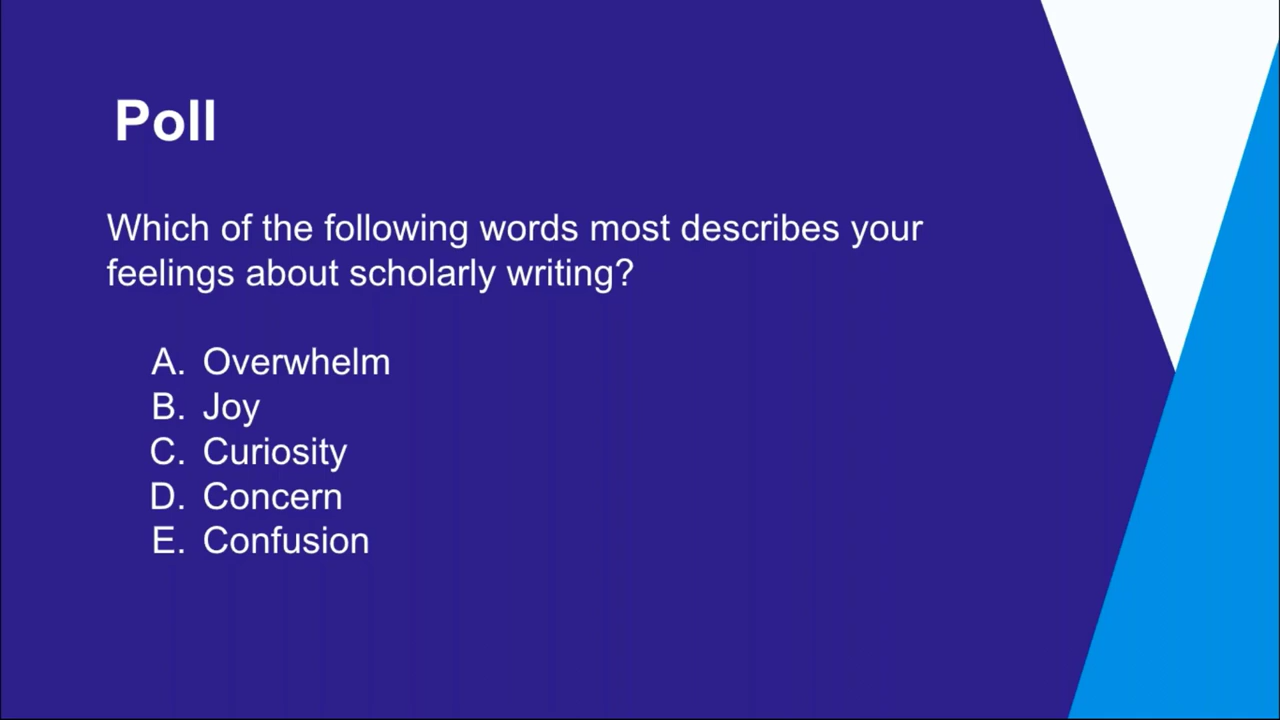 Poll
Which of the following words most describes your
feelings about scholarly writing?
A. Overwhelm
B. Joy
C. Curiosity
D. Concern
E. Confusion